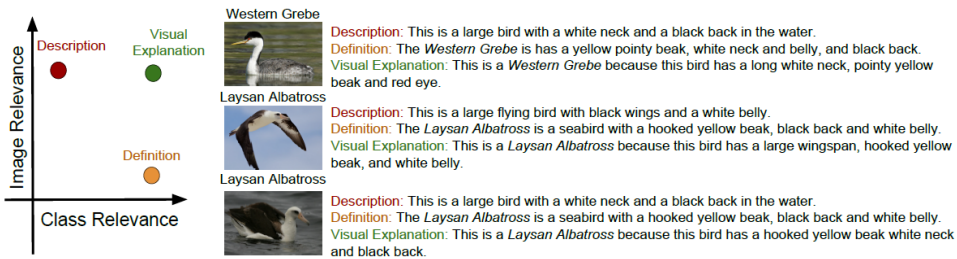 Image Relevance
Description
Visual
Explanation
Definition
Class Relevance
Western Grebe
Description: This is a large bird with a white neck and a black back in the water.
Definition: The Western Grebe is has a yellow pointy beak, white neck and belly, and black back.
Visual Explanation: This is a Western Grebe because this bird has a long white neck, pointy yellow
beak and red eye.
Laysan Albatross
Description: This is a large flying bird with black wings and a white belly.
Definition: The Laysan Albatross is a seabird with a hooked yellow beak, black back and white belly.
Visual Explanation: This is a Laysan Albatross because this bird has a large wingspan, hooked yellow
beak, and white belly.
Laysan Albatross
Description: This is a large bird with a white neck and a black back in the water.
Definition: The Laysan Albatross is a seabird with a hooked yellow beak, black back and white belly.
Visual Explanation: This is a Laysan Albatross because this bird has a hooked yellow beak white neck
and black back.